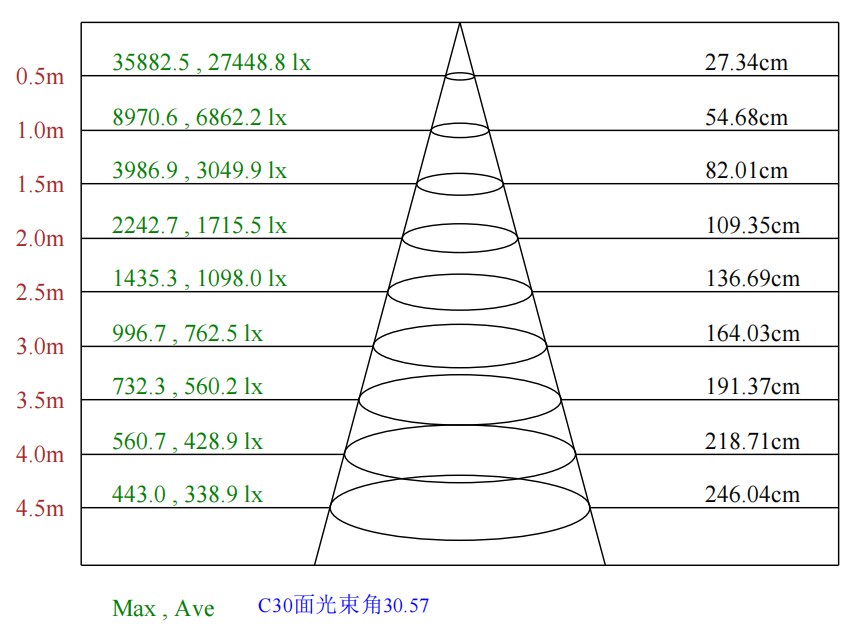 35882.5 , 27448.8 lx 27.34cm
0.5m
8970.6 , 6862.2 lx 54.68cm
1.0m
3986.9 , 3049.9 lx 82.01cm
1.5m
2242.7 , 1715.5 lx 109.35cm
2.0m
1435.3 , 1098.0 lx 136.69cm
2.5m
996.7 , 762.5 lx 164.03cm
3.0m
732.3 , 560.2 lx 191.37cm
3.5m
560.7 , 428.9 lx 218.71cm
4.0m
443.0 , 338.9 lx 246.04cm
4.5m
Max , Ave C30面光束角30.57